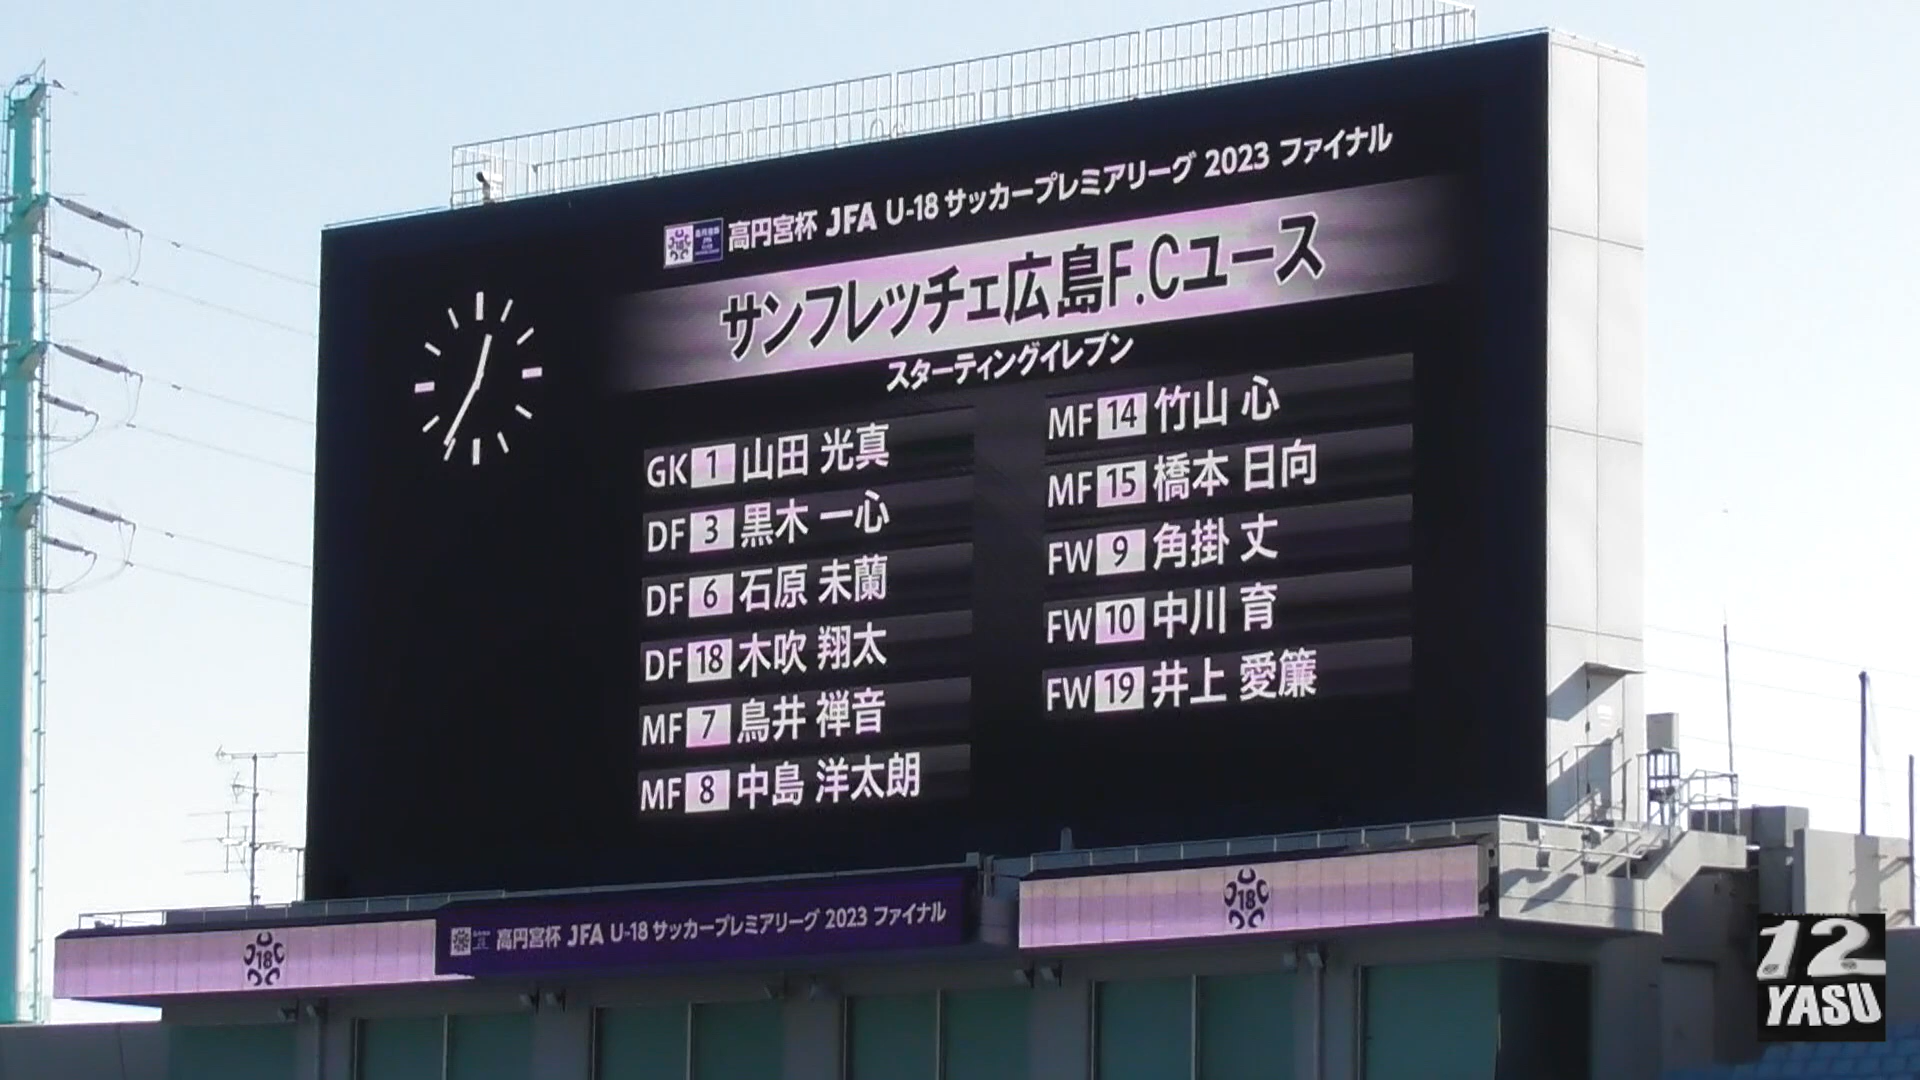 高円宮杯 JFA U-18 サッカープレミアリーグ 2023 ファイナル
サンフレッチェ広島F.Cユース
スターティングイレブン
GK 1 山田 光真
DF 3 黒木 一心
DF 6 石原 未蘭
DF 18 木吹 翔太
MF 7 鳥井 禅音
MF 8 中島 洋太朗
MF 14 竹山 心
MF 15 橋本 日向
FW 9 角掛 丈
FW 10 中川 育
FW 19 井上 愛簾
18
高円宮杯 JFA U-18 サッカープレミアリーグ 2023 ファイナル
18
12
YASU